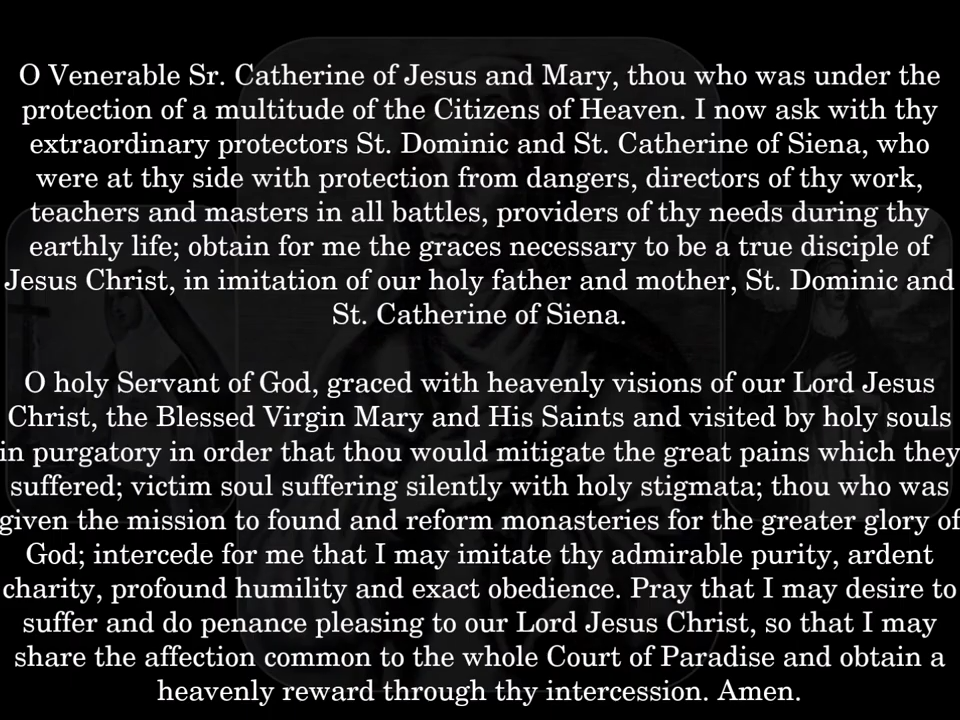 O Venerable Sr. Catherine of Jesus and Mary, thou who was under the
protection of a multitude of the Citizens of Heaven. I now ask with thy
extraordinary protectors St. Dominic and St. Catherine of Siena, who
were at thy side with protection from dangers, directors of thy work,
teachers and masters in all battles, providers of thy needs during thy
earthly life; obtain for me the graces necessary to be a true disciple of
Jesus Christ, in imitation of our holy father and mother, St. Dominic and
St. Catherine of Siena.
O holy Servant of God, graced with heavenly visions of our Lord Jesus
Christ, the Blessed Virgin Mary and His Saints and visited by holy souls
in purgatory in order that thou would mitigate the great pains which they
suffered; victim soul suffering silently with holy stigmata; thou who was
given the mission to found and reform monasteries for the greater glory of
God; intercede for me that I may imitate thy admirable purity, ardent
charity, profound humility and exact obedience. Pray that I may desire to
suffer and do penance pleasing to our Lord Jesus Christ, so that I may
share the affection common to the whole Court of Paradise and obtain a
heavenly reward through thy intercession. Amen.